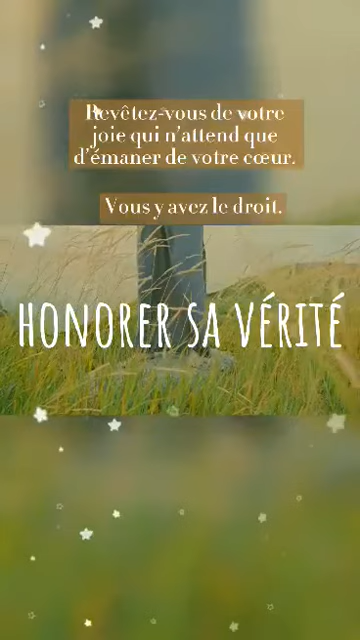 Revêtez-vous de votre
joie qui n'attend que
d'émaner de votre cœur.
Vous y avez le droit.
HONORER SA VÉRITÉ